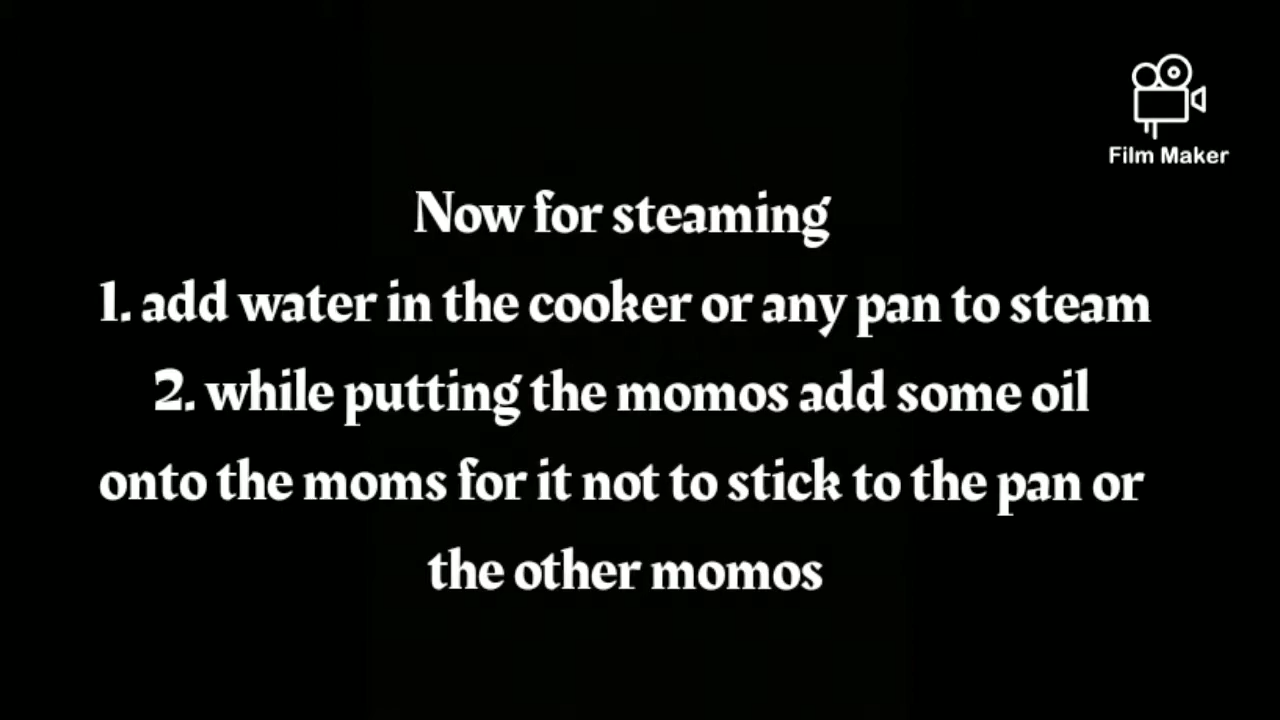 Film Maker
Now for steaming
1. add water in the cooker or any pan to steam
2. while putting the momos add some oil
onto the moms for it not to stick to the pan or
the other momos